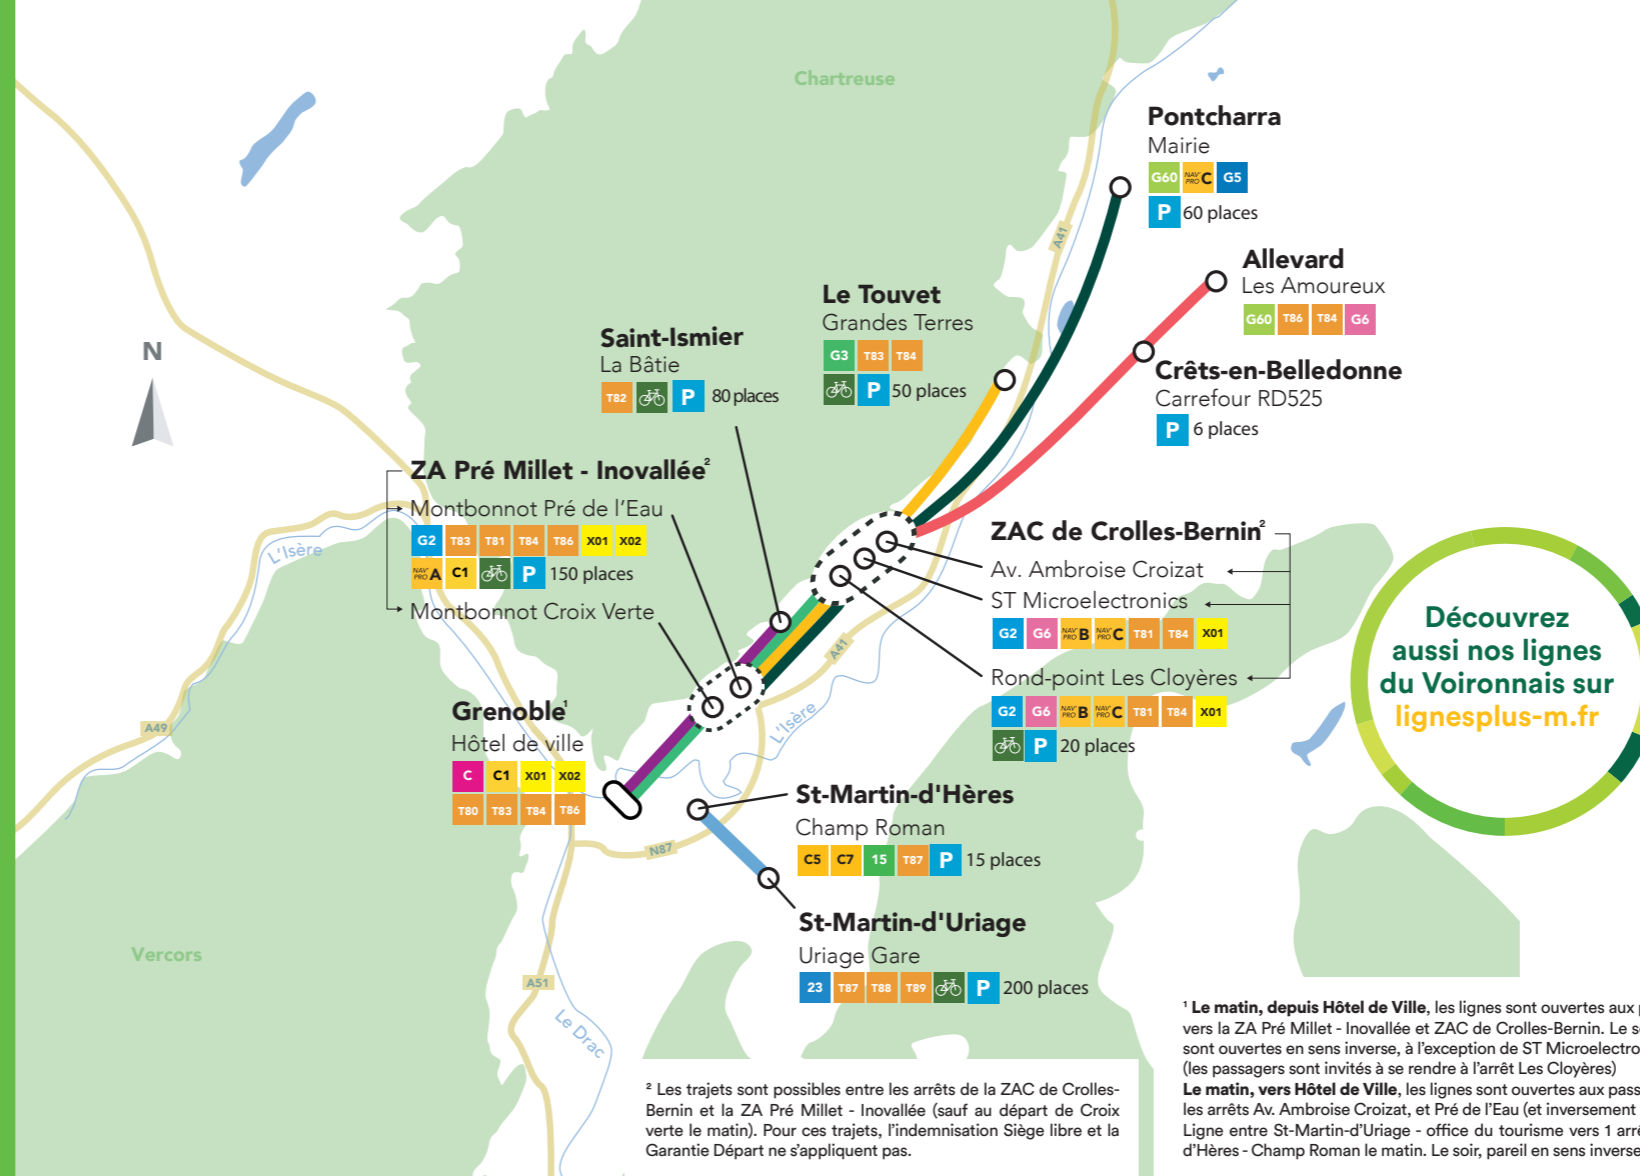 Chartreuse
Pontcharra
Mairie
G60 NAV' PRO C G5
P 60 places
A41
Allevard
Les Amoureux
G60 T86 T84 G6
Le Touvet
Grandes Terres
G3 T83 T84
P 50 places
Saint-Ismier
La Bâtie
T82 P 80 places
N
Crêts-en-Belledonne
Carrefour RD525
P 6 places
ZA Pré Millet - Inovallée²
Montbonnot Pré de l'Eau
G2 T83 T81 T84 T86 X01 X02
NAV' PRO A C1 P 150 places
Montbonnot Croix Verte
L'Isère
ZAC de Crolles-Bernin²
Av. Ambroise Croizat
ST Microelectronics
G2 G6 NAV' PRO B NAV' PRO C T81 T84 X01
Rond-point Les Cloyères
G2 G6 NAV' PRO B NAV' PRO C T81 T84 X01
P 20 places
Découvrez
aussi nos lignes
du Voironnais sur
lignesplus-m.fr
A41
L'Isère
A49
Grenoble¹
Hôtel de ville
C C1 X01 X02
T80 T83 T84 T86
N87
St-Martin-d'Hères
Champ Roman
C5 C7 15 T87 P 15 places
St-Martin-d'Uriage
Uriage Gare
23 T87 T88 T89 P 200 places
Vercors
A51
Le Drac
² Les trajets sont possibles entre les arrêts de la ZAC de Crolles-
Bernin et la ZA Pré Millet - Inovallée (sauf au départ de Croix
verte le matin). Pour ces trajets, l'indemnisation Siège libre et la
Garantie Départ ne s'appliquent pas.
¹ Le matin, depuis Hôtel de Ville, les lignes sont ouvertes aux
vers la ZA Pré Millet - Inovallée et ZAC de Crolles-Bernin. Le
sont ouvertes en sens inverse, à l'exception de ST Microelectro
(les passagers sont invités à se rendre à l'arrêt Les Cloyères)
Le matin, vers Hôtel de Ville, les lignes sont ouvertes aux pass
les arrêts Av. Ambroise Croizat, et Pré de l'Eau (et inversement
Ligne entre St-Martin-d'Uriage - office du tourisme vers 1 arrê
d'Hères - Champ Roman le matin. Le soir, pareil en sens inverse